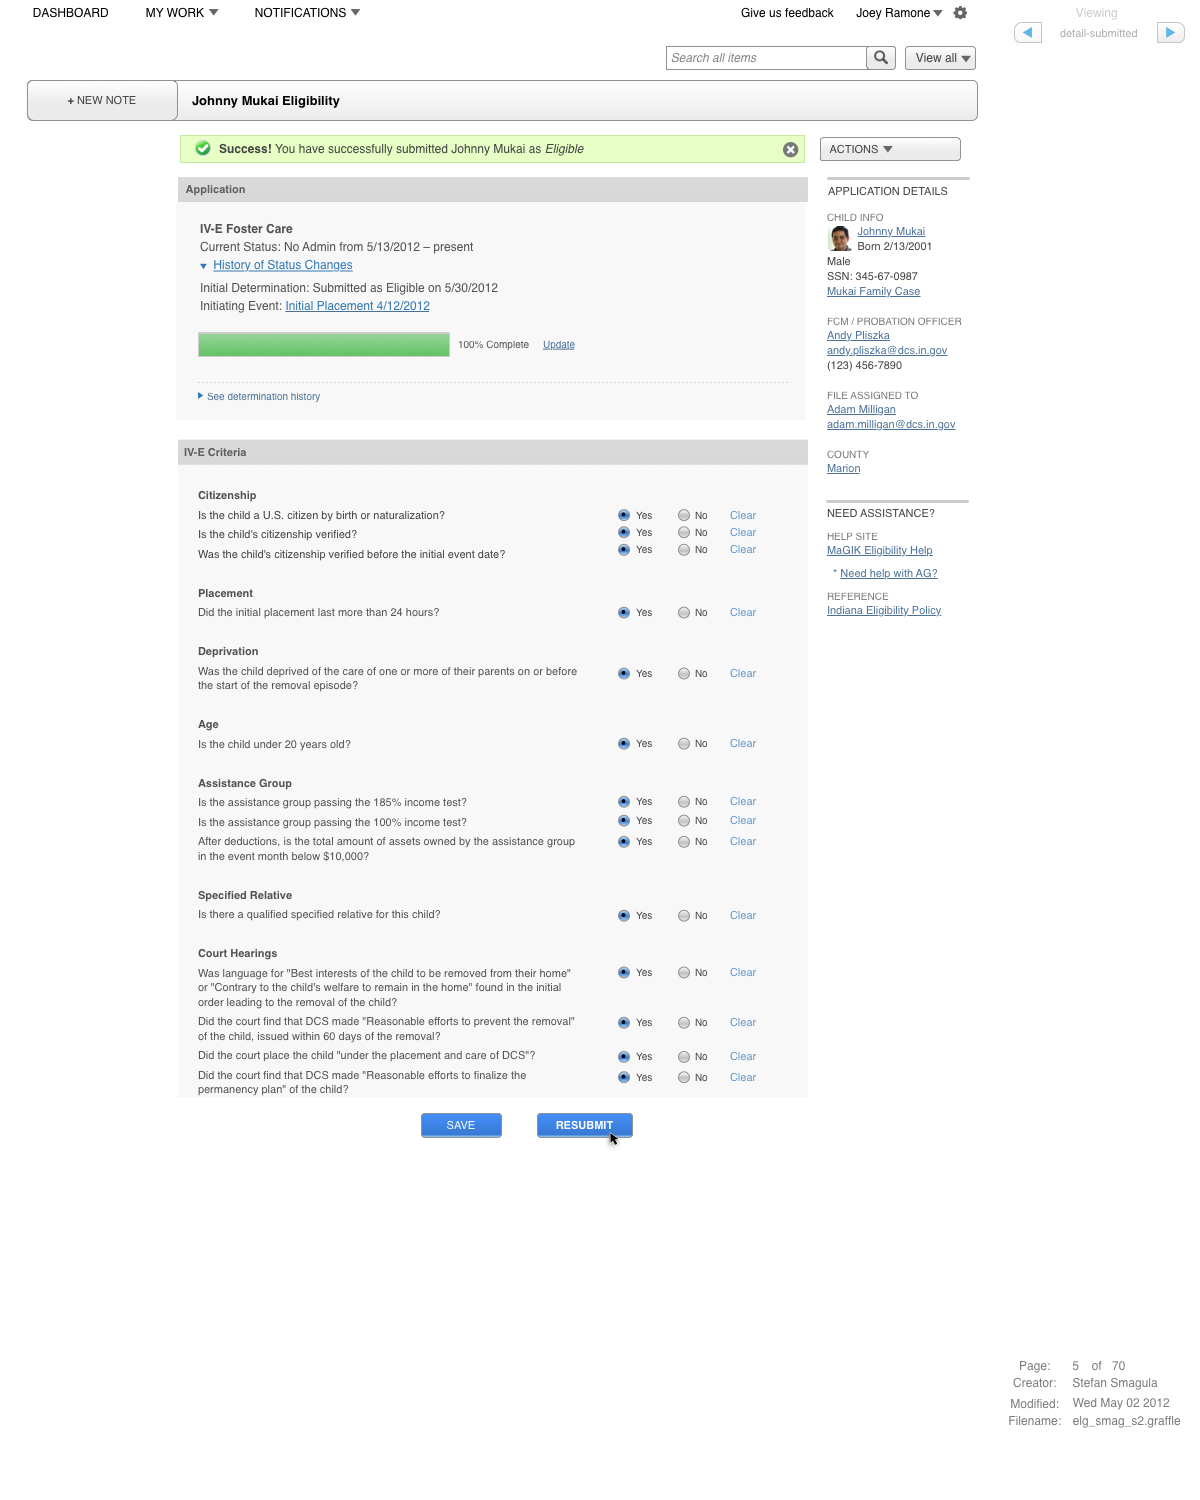 DASHBOARD MY WORK NOTIFICATIONS Give us feedback Joey Ramone
Viewing
detail-submitted
Search all items View all
+ NEW NOTE Johnny Mukai Eligibility
Success! You have successfully submitted Johnny Mukai as Eligible
ACTIONS
Application
IV-E Foster Care
Current Status: No Admin from 5/13/2012 – present
History of Status Changes
Initial Determination: Submitted as Eligible on 5/30/2012
Initiating Event: Initial Placement 4/12/2012
100% Complete Update
See determination history
IV-E Criteria
Citizenship
Is the child a U.S. citizen by birth or naturalization? Yes No Clear
Is the child's citizenship verified? Yes No Clear
Was the child's citizenship verified before the initial event date? Yes No Clear
Placement
Did the initial placement last more than 24 hours? Yes No Clear
Deprivation
Was the child deprived of the care of one or more of their parents on or before Yes No Clear
the start of the removal episode?
Age
Is the child under 20 years old? Yes No Clear
Assistance Group
Is the assistance group passing the 185% income test? Yes No Clear
Is the assistance group passing the 100% income test? Yes No Clear
After deductions, is the total amount of assets owned by the assistance group Yes No Clear
in the event month below $10,000?
Specified Relative
Is there a qualified specified relative for this child? Yes No Clear
Court Hearings
Was language for "Best interests of the child to be removed from their home" Yes No Clear
or "Contrary to the child's welfare to remain in the home" found in the initial
order leading to the removal of the child?
Did the court find that DCS made "Reasonable efforts to prevent the removal" Yes No Clear
of the child, issued within 60 days of the removal?
Did the court place the child "under the placement and care of DCS"? Yes No Clear
Did the court find that DCS made "Reasonable efforts to finalize the Yes No Clear
permanency plan" of the child?
SAVE RESUBMIT
APPLICATION DETAILS
CHILD INFO
Johnny Mukai
Born 2/13/2001
Male
SSN: 345-67-0987
Mukai Family Case
FCM / PROBATION OFFICER
Andy Pliszka
andy.pliszka@dcs.in.gov
(123) 456-7890
FILE ASSIGNED TO
Adam Milligan
adam.milligan@dcs.in.gov
COUNTY
Marion
NEED ASSISTANCE?
HELP SITE
MaGIK Eligibility Help
* Need help with AG?
REFERENCE
Indiana Eligibility Policy
Page: 5 of 70
Creator: Stefan Smagula
Modified: Wed May 02 2012
Filename: elg_smag_s2.graffle